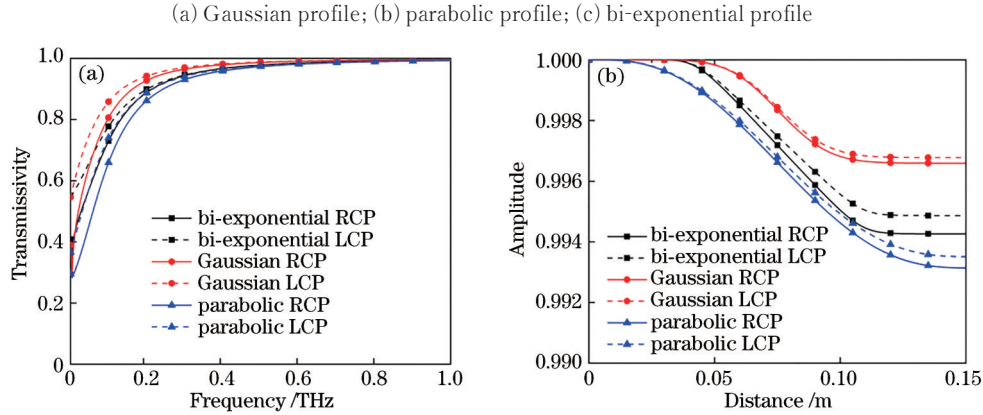 (a) Gaussian profile; (b) parabolic profile; (c) bi-exponential profile
(a)
1.0
0.8
0.6
0.4
0.2
0
Transmissivity
bi-exponential RCP
bi-exponential LCP
Gaussian RCP
Gaussian LCP
parabolic RCP
parabolic LCP
0 0.2 0.4 0.6 0.8 1.0
Frequency /THz
(b)
1.000
0.998
0.996
0.994
0.992
0.990
Amplitude
bi-exponential RCP
bi-exponential LCP
Gaussian RCP
Gaussian LCP
parabolic RCP
parabolic LCP
0 0.05 0.10 0.15
Distance /m